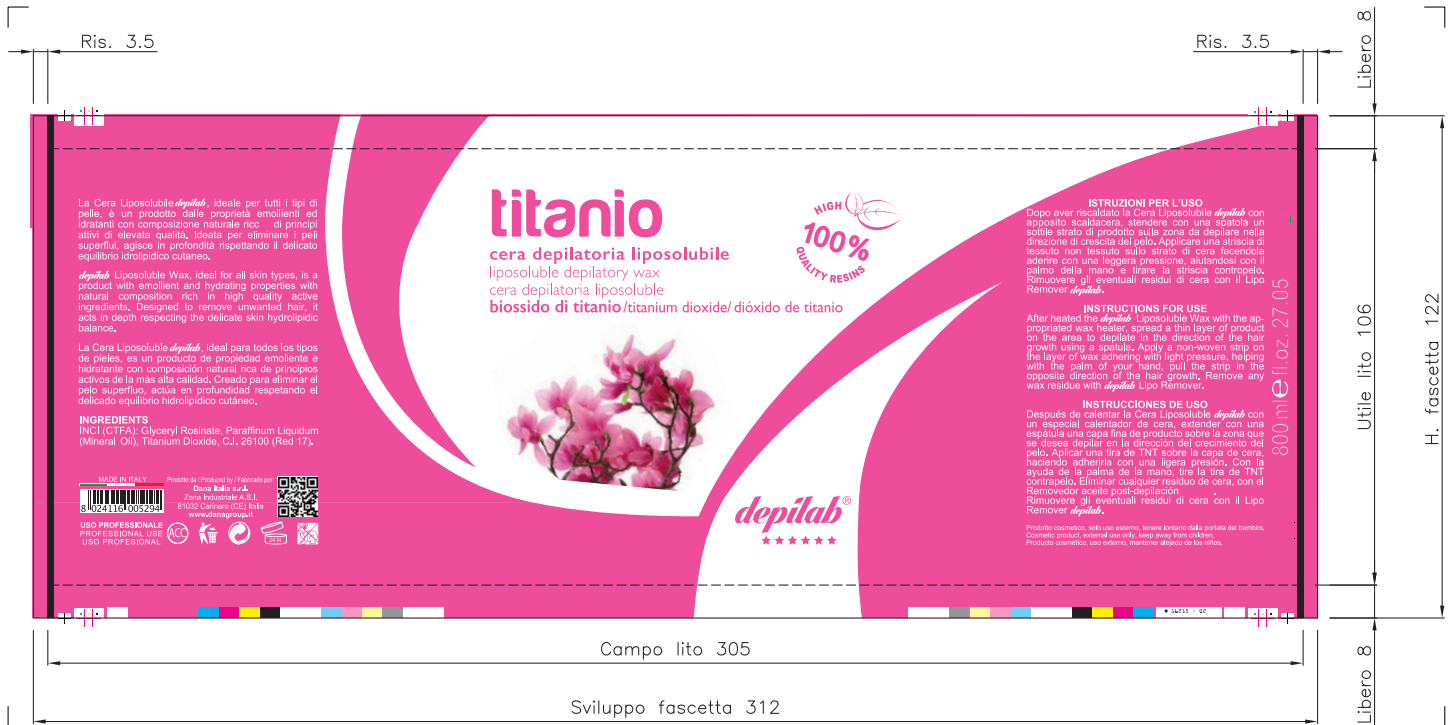 Ris. 3.5
Ris. 3.5
Libero 8
La Cera Liposolubile depilab, ideale per tutti i tipi di
pelle, è un prodotto dalle proprietà emollienti ed
idratanti con composizione naturale ricc di principi
attivi di elevata qualità. Ideata per eliminare i peli
superflui, agisce in profondità rispettando il delicato
equilibrio idrolipidico cutaneo.
depilab Liposoluble Wax, ideal for all skin types, is a
product with emollient and hydrating properties with
natural composition rich in high quality active
ingredients. Designed to remove unwanted hair, it
acts in depth respecting the delicate skin hydrolipidic
balance.
La Cera Liposoluble depilab, ideal para todos los tipos
de pieles, es un producto de propiedad emoliente e
hidratante con composición natural rica de principios
activos de la más alta calidad. Creado para eliminar el
pelo superfluo, actúa en profundidad respetando el
delicado equilibrio hidrolipídico cutáneo.
INGREDIENTS
INCI (CTFA): Glyceryl Rosinate, Paraffinum Liquidum
(Mineral Oil), Titanium Dioxide, C.I. 26100 (Red 17).
MADE IN ITALY
8 024116 005294
Prodotto da / Produced by / Fabricado por:
Dana Italia s.r.l.
Zona Industriale A.S.I.
81032 Carinaro (CE) Italia
www.danagroup.it
USO PROFESSIONALE
PROFESSIONAL USE
USO PROFESIONAL
ACC
24 M
titanio
cera depilatoria liposolubile
liposoluble depilatory wax
cera depilatoria liposoluble
biossido di titanio/titanium dioxide/ dióxido de titanio
HIGH
100%
QUALITY RESINS
depilab®
ISTRUZIONI PER L'USO
Dopo aver riscaldato la Cera Liposolubile depilab con
apposito scaldacera, stendere con una spatola un
sottile strato di prodotto sulla zona da depilare nella
direzione di crescita del pelo. Applicare una striscia di
tessuto non tessuto sullo strato di cera facendola
aderire con una leggera pressione, aiutandosi con il
palmo della mano e tirare la striscia contropelo.
Rimuovere gli eventuali residui di cera con il Lipo
Remover depilab.
INSTRUCTIONS FOR USE
After heated the depilab Liposoluble Wax with the ap-
propriated wax heater, spread a thin layer of product
on the area to depilate in the direction of the hair
growth using a spatula. Apply a non-woven strip on
the layer of wax adhering with light pressure, helping
with the palm of your hand, pull the strip in the
opposite direction of the hair growth. Remove any
wax residue with depilab Lipo Remover.
INSTRUCCIONES DE USO
Después de calentar la Cera Liposoluble depilab con
un especial calentador de cera, extender con una
espátula una capa fina de producto sobre la zona que
se desea depilar en la dirección del crecimiento del
pelo. Aplicar una tira de TNT sobre la capa de cera,
haciendo adherirla con una ligera presión. Con la
ayuda de la palma de la mano, tire la tira de TNT
contrapelo. Eliminar cualquier residuo de cera, con el
Removedor aceite post-depilación .
Rimuovere gli eventuali residui di cera con il Lipo
Remover depilab.
Prodotto cosmetico, solo uso esterno, tenere lontano dalla portata dei bambini.
Cosmetic product, external use only, keep away from children.
Producto cosmético, uso externo, mantener alejado de los niños.
800 ml e fl.oz. 27.05
16213 - 02
Utile lito 106
H. fascetta 122
Campo lito 305
Sviluppo fascetta 312
Libero 8